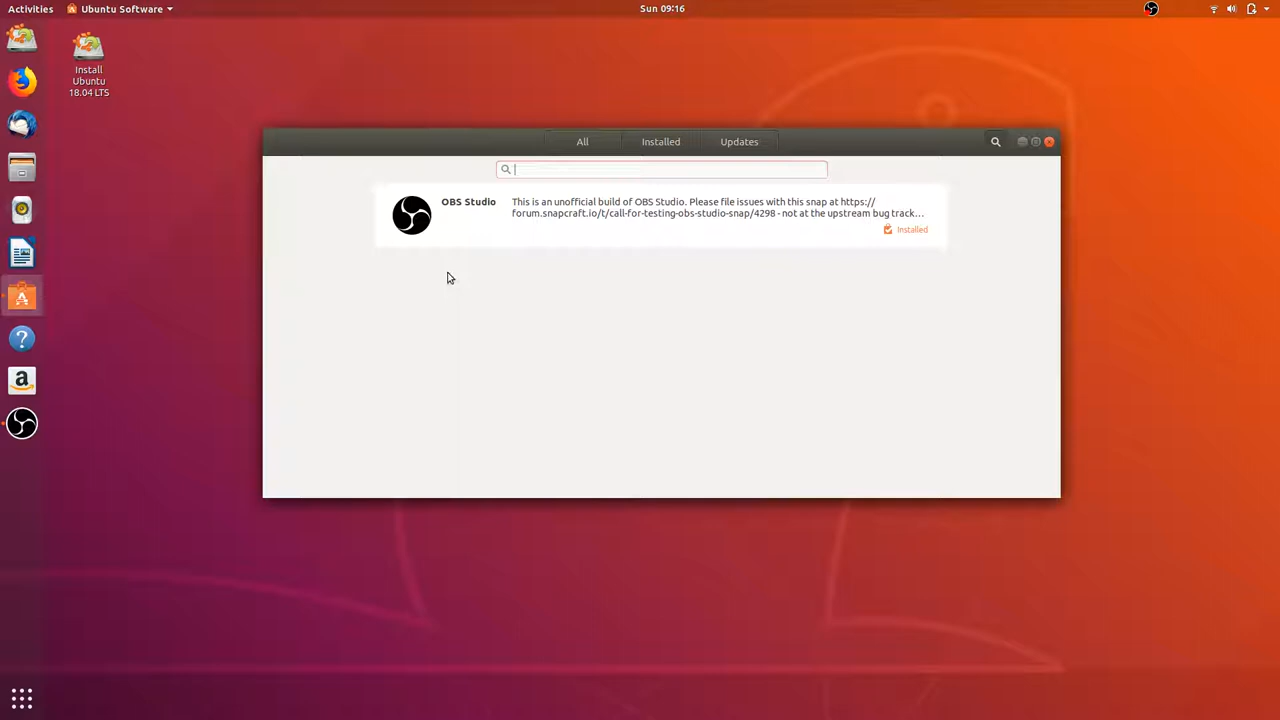 Activities
Ubuntu Software
Sun 09:16
Install
Ubuntu
18.04 LTS
All
Installed
Updates
OBS Studio
This is an unofficial build of OBS Studio. Please file issues with this snap at https://
forum.snapcraft.io/t/call-for-testing-obs-studio-snap/4298 - not at the upstream bug track…
Installed